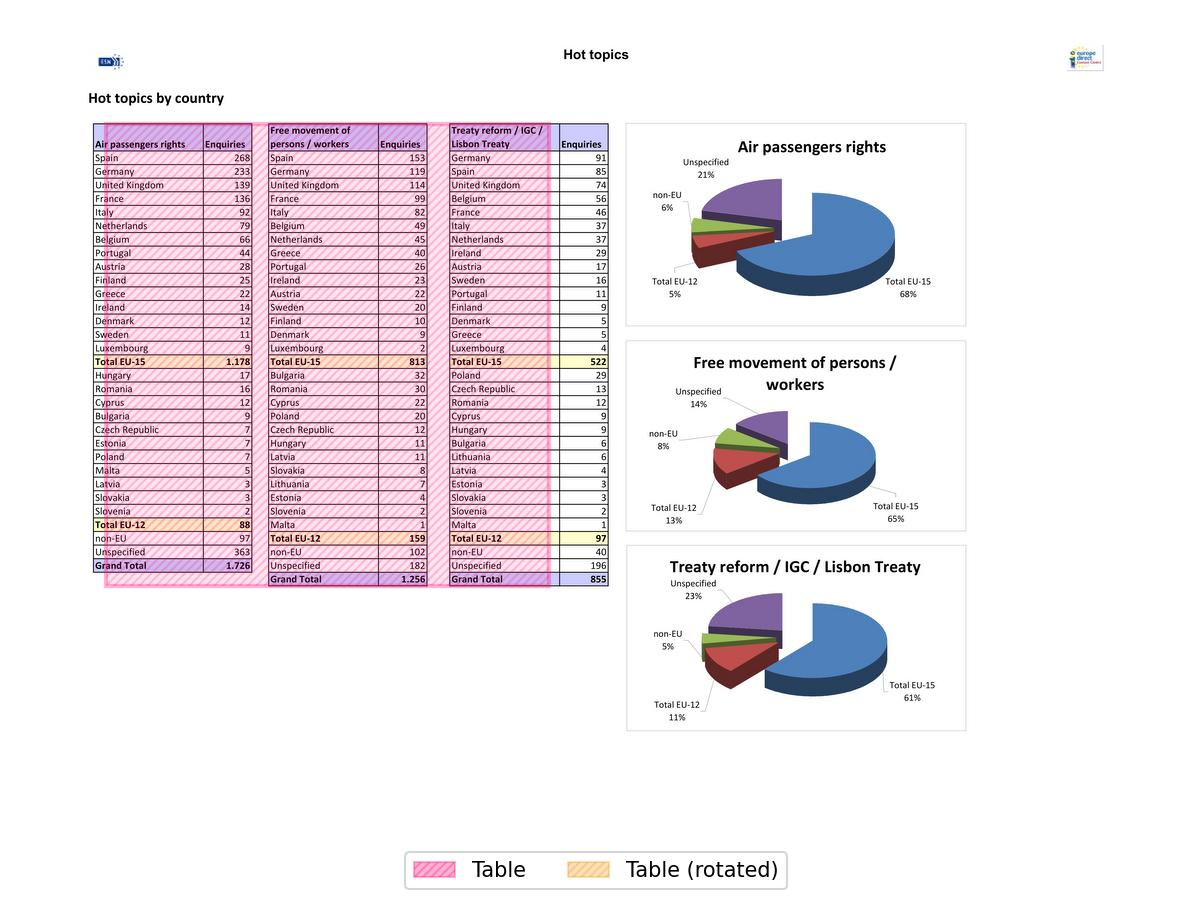 Hot topics
ESN
europe
direct
Hot topics by country
Air passengers rights Enquiries
Spain 268
Germany 233
United Kingdom 139
France 136
Italy 92
Netherlands 79
Belgium 66
Portugal 44
Austria 28
Finland 25
Greece 22
Ireland 14
Denmark 12
Sweden 11
Luxembourg 9
Total EU-15 1.178
Hungary 17
Romania 16
Cyprus 12
Bulgaria 9
Czech Republic 7
Estonia 7
Poland 7
Malta 5
Latvia 3
Slovakia 3
Slovenia 2
Total EU-12 88
non-EU 97
Unspecified 363
Grand Total 1.726
Free movement of
persons / workers Enquiries
Spain 153
Germany 119
United Kingdom 114
France 99
Italy 82
Belgium 49
Netherlands 45
Greece 40
Portugal 26
Ireland 23
Austria 22
Sweden 20
Finland 10
Denmark 9
Luxembourg 2
Total EU-15 813
Bulgaria 32
Romania 30
Cyprus 22
Poland 20
Czech Republic 12
Hungary 11
Latvia 11
Slovakia 8
Lithuania 7
Estonia 4
Slovenia 2
Malta 1
Total EU-12 159
non-EU 102
Unspecified 182
Grand Total 1.256
Treaty reform / IGC /
Lisbon Treaty Enquiries
Germany 91
Spain 85
United Kingdom 74
Belgium 56
France 46
Italy 37
Netherlands 37
Ireland 29
Austria 17
Sweden 16
Portugal 11
Finland 9
Denmark 5
Greece 5
Luxembourg 4
Total EU-15 522
Poland 29
Czech Republic 13
Romania 12
Cyprus 9
Hungary 9
Bulgaria 6
Lithuania 6
Latvia 4
Estonia 3
Slovakia 3
Slovenia 2
Malta 1
Total EU-12 97
non-EU 40
Unspecified 196
Grand Total 855
Air passengers rights
Unspecified
21%
non-EU
6%
Total EU-12
5%
Total EU-15
68%
Free movement of persons /
workers
Unspecified
14%
non-EU
8%
Total EU-12
13%
Total EU-15
65%
Treaty reform / IGC / Lisbon Treaty
Unspecified
23%
non-EU
5%
Total EU-12
11%
Total EU-15
61%
Table
Table (rotated)